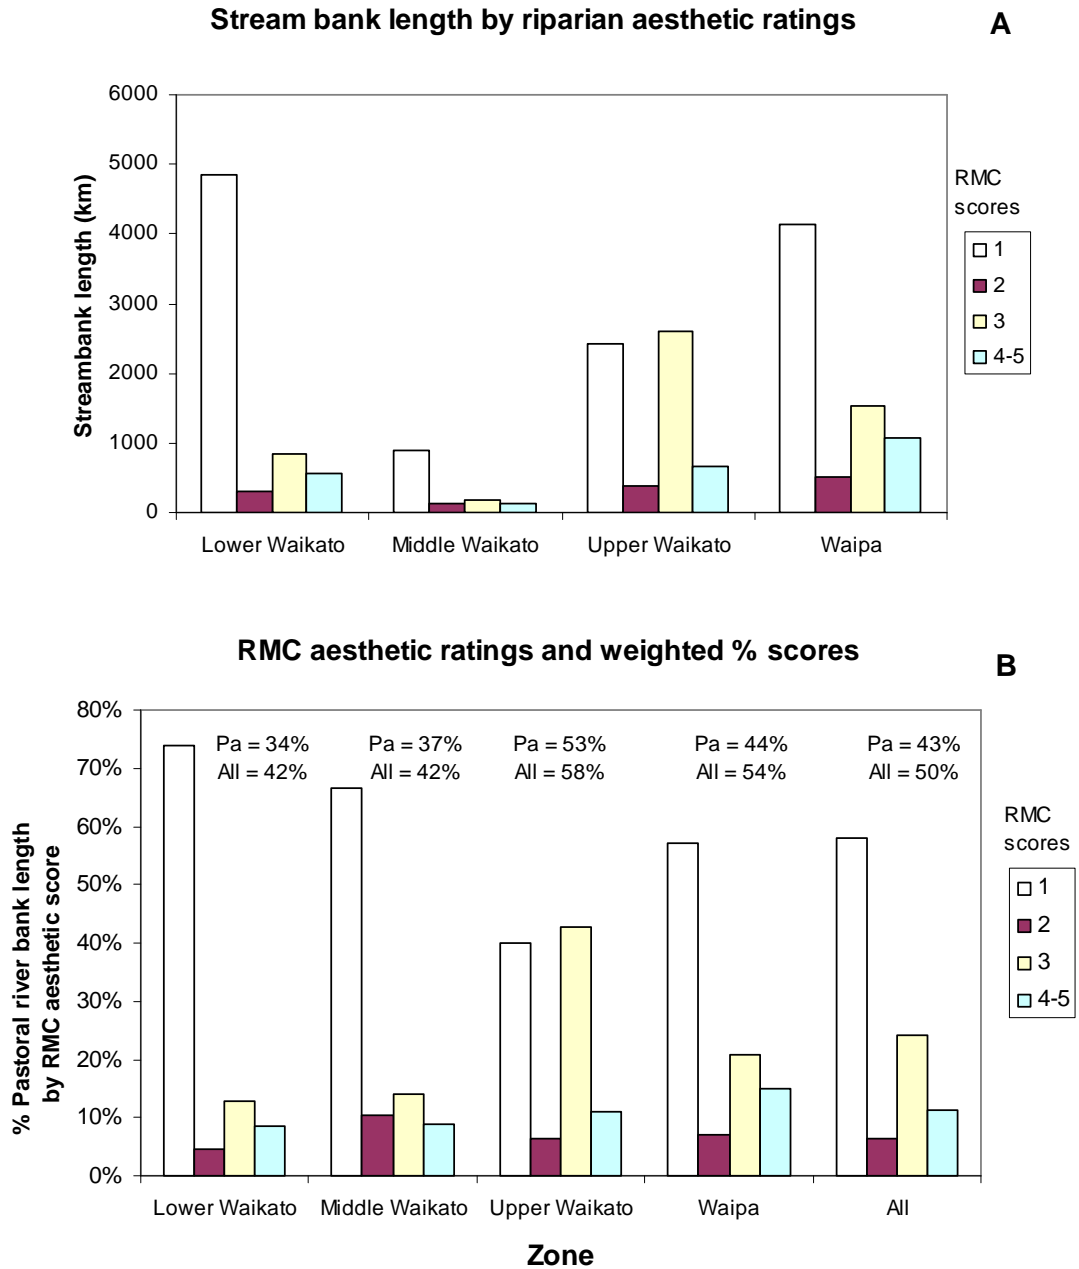 Stream bank length by riparian aesthetic ratings
A
6000
5000
4000
3000
2000
1000
0
Streambank length (km)
Lower Waikato
Middle Waikato
Upper Waikato
Waipa
RMC
scores
1
2
3
4-5
RMC aesthetic ratings and weighted % scores
B
80%
70%
60%
50%
40%
30%
20%
10%
0%
% Pastoral river bank length
by RMC aesthetic score
Pa = 34%
All = 42%
Pa = 37%
All = 42%
Pa = 53%
All = 58%
Pa = 44%
All = 54%
Pa = 43%
All = 50%
Lower Waikato
Middle Waikato
Upper Waikato
Waipa
All
Zone
RMC
scores
1
2
3
4-5